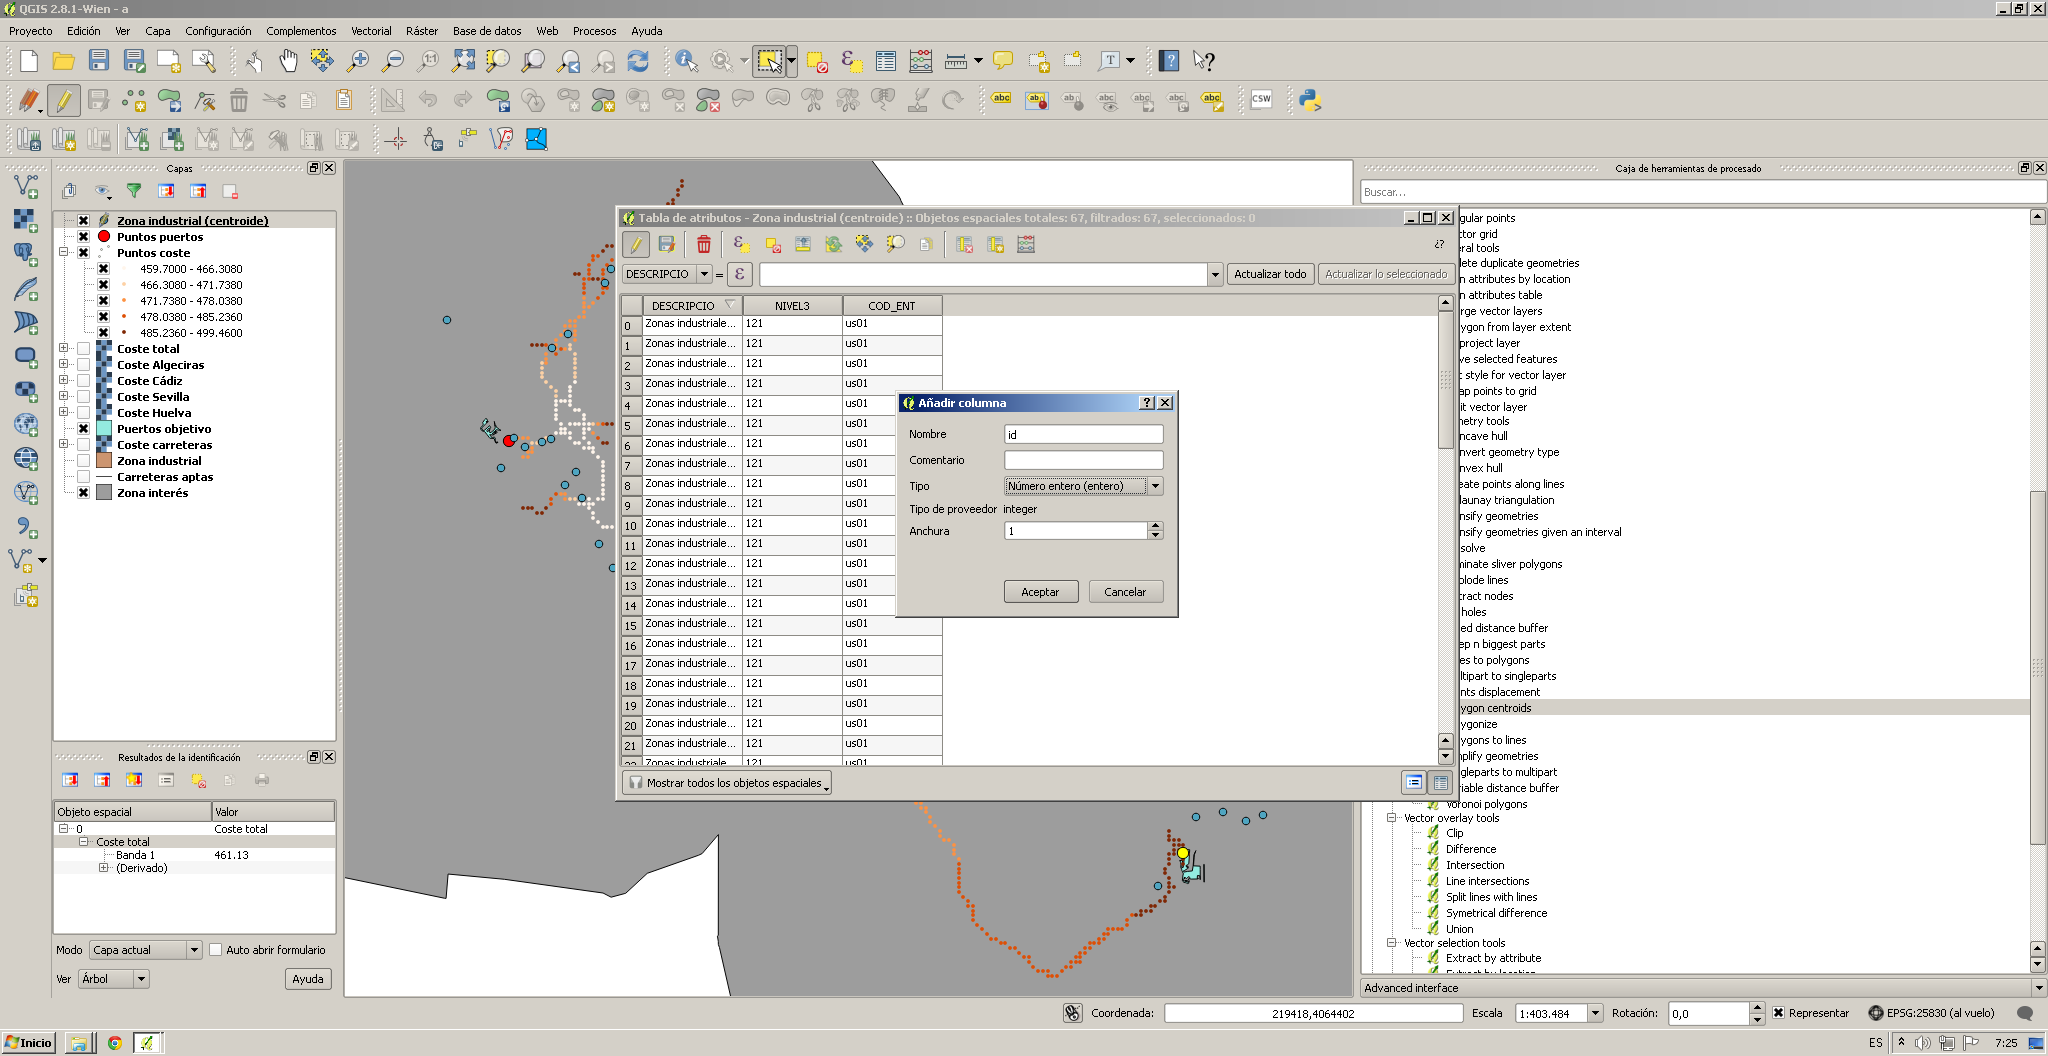 QGIS 2.8.1-Wien - a
Proyecto Edición Ver Capa Configuración Complementos Vectorial Ráster Base de datos Web Procesos Ayuda
Capas
Zona industrial (centroide)
Puntos puertos
Puntos coste
459.7000 - 466.3080
466.3080 - 471.7380
471.7380 - 478.0380
478.0380 - 485.2360
485.2360 - 499.4600
Coste total
Coste Algeciras
Coste Cádiz
Coste Sevilla
Coste Huelva
Puertos objetivo
Coste carreteras
Zona industrial
Carreteras aptas
Zona interés
Resultados de la identificación
Objeto espacial Valor
0 Coste total
Coste total
Banda 1 461.13
(Derivado)
Modo Capa actual Auto abrir formulario
Ver Árbol Ayuda
Tabla de atributos - Zona industrial (centroide) :: Objetos espaciales totales: 67, filtrados: 67, seleccionados: 0
DESCRIPCIO = ε Actualizar todo Actualizar lo seleccionado
DESCRIPCIO NIVEL3 COD_ENT
0 Zonas industriale... 121 us01
1 Zonas industriale... 121 us01
2 Zonas industriale... 121 us01
3 Zonas industriale... 121 us01
4 Zonas industriale... 121 us01
5 Zonas industriale... 121 us01
6 Zonas industriale... 121 us01
7 Zonas industriale... 121 us01
8 Zonas industriale... 121 us01
9 Zonas industriale... 121 us01
10 Zonas industriale... 121 us01
11 Zonas industriale... 121 us01
12 Zonas industriale... 121 us01
13 Zonas industriale... 121 us01
14 Zonas industriale... 121 us01
15 Zonas industriale... 121 us01
16 Zonas industriale... 121 us01
17 Zonas industriale... 121 us01
18 Zonas industriale... 121 us01
19 Zonas industriale... 121 us01
20 Zonas industriale... 121 us01
21 Zonas industriale... 121 us01
Mostrar todos los objetos espaciales
Añadir columna
Nombre id
Comentario
Tipo Número entero (entero)
Tipo de proveedor integer
Anchura 1
Aceptar Cancelar
Caja de herramientas de procesado
Buscar...
gular points
tor grid
eral tools
lete duplicate geometries
n attributes by location
n attributes table
rge vector layers
ygon from layer extent
project layer
ve selected features
t style for vector layer
ap points to grid
it vector layer
metry tools
ncave hull
nvert geometry type
nvex hull
eate points along lines
launay triangulation
nsify geometries
nsify geometries given an interval
solve
minate sliver polygons
plode lines
tract nodes
holes
ed distance buffer
ep n biggest parts
es to polygons
ltipart to singleparts
nts displacement
ygon centroids
ygonize
ygons to lines
mplify geometries
gleparts to multipart
riable distance buffer
Voronoi polygons
Vector overlay tools
Clip
Difference
Intersection
Line intersections
Split lines with lines
Symetrical difference
Union
Vector selection tools
Extract by attribute
Extract by location
Advanced interface
Coordenada: 219418,4064402 Escala 1:403.484 Rotación: 0,0 Representar EPSG:25830 (al vuelo)
Inicio ES 7:25